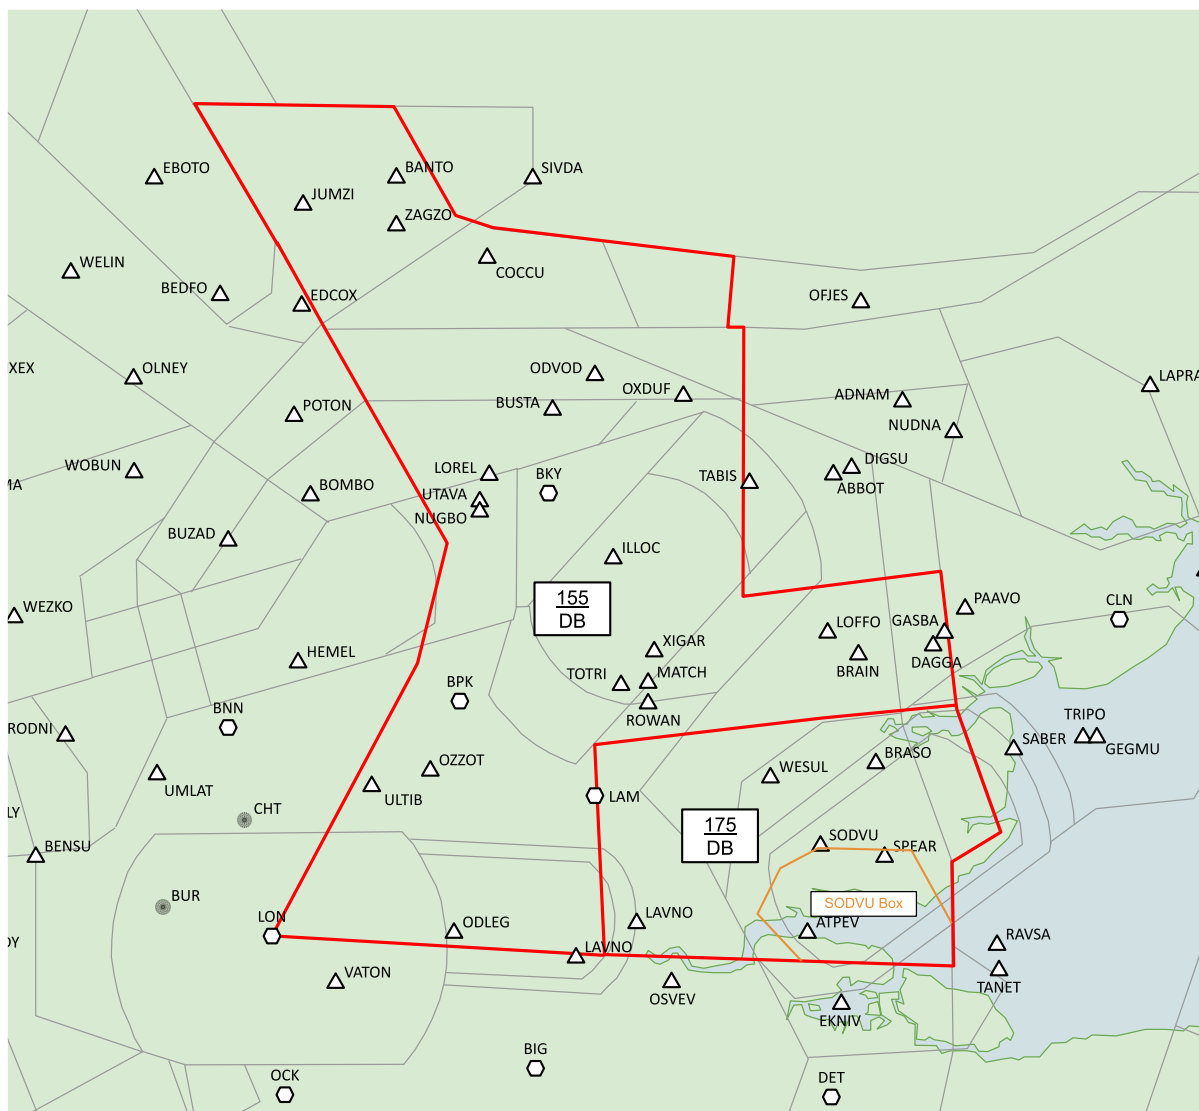 EBOTO
BANTO
SIVDA
JUMZI
ZAGZO
WELIN
COCCU
BEDFO
EDCOX
OFJES
XEX
OLNEY
ODVOD
LAPRA
OXDUF
ADNAM
BUSTA
POTON
NUDNA
WOBUN
LOREL
BKY
DIGSU
TABIS
ABBOT
MA
BOMBO
UTAVA
NUGBO
BUZAD
ILLOC
155
DB
WEZKO
PAAVO
CLN
LOFFO
GASBA
HEMEL
XIGAR
BRAIN
DAGGA
TOTRI
MATCH
BPK
ROWAN
BNN
RODNI
TRIPO
SABER
GEGMU
OZZOT
BRASO
WESUL
UMLAT
ULTIB
LAM
CHT
LY
175
DB
BENSU
SODVU
SPEAR
BUR
SODVU Box
LON
LAVNO
ODLEG
ATPEV
DY
LAVNO
RAVSA
VATON
OSVEV
TANET
EKNIV
BIG
OCK
DET